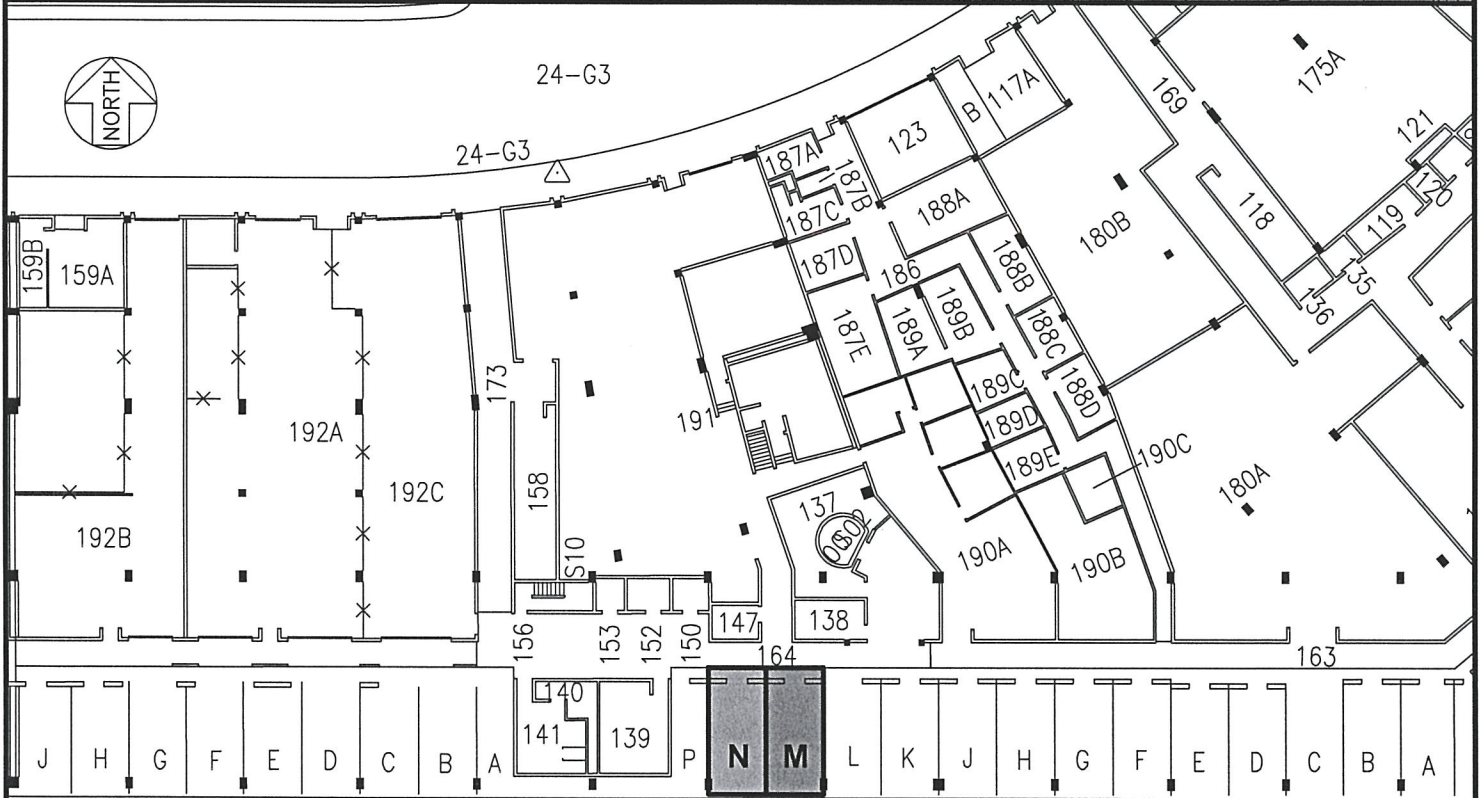 NORTH
24-G3
24-G3
175A
169
121
120
119
118
135
136
117A
B
123
187A
187B
187C
187D
187E
188A
188B
188C
188D
186
189A
189B
189C
189D
189E
180B
180A
190C
190A
190B
159B
159A
192A
192C
192B
173
158
191
S10
137
138
147
156
153
152
150
164
163
140
141
139
J
H
G
F
E
D
C
B
A
P
N
M
L
K
J
H
G
F
E
D
C
B
A